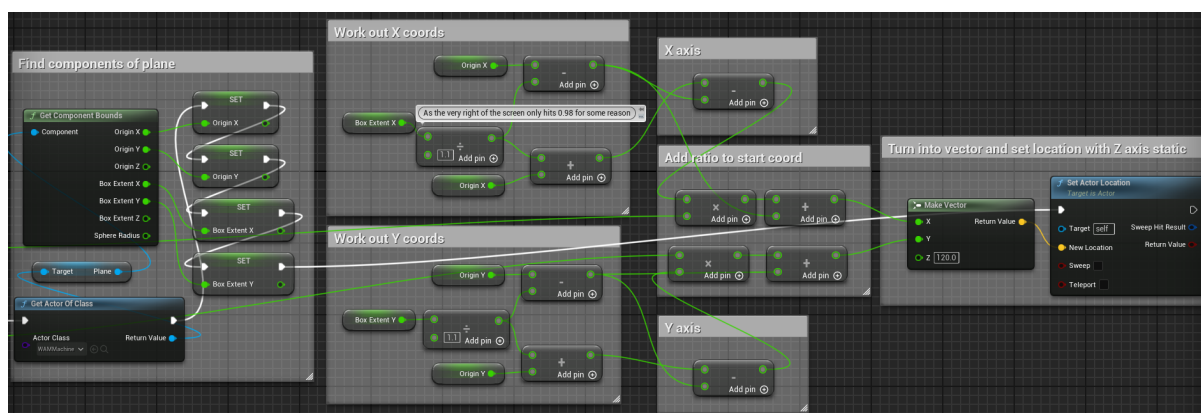 Find components of plane
Get Component Bounds
Component
Origin X
Origin Y
Origin Z
Box Extent X
Box Extent Y
Box Extent Z
Sphere Radius
Target Plane
Get Actor Of Class
Actor Class
WAMMachine
Return Value
SET
Origin X
SET
Origin Y
SET
Box Extent X
SET
Box Extent Y
Work out X coords
Origin X
-
Add pin
As the very right of the screen only hits 0.98 for some reason
Box Extent X
÷
1.1 Add pin
+
Add pin
Origin X
Work out Y coords
Origin Y
-
Add pin
Box Extent Y
÷
1.1 Add pin
+
Add pin
Origin Y
X axis
-
Add pin
Add ratio to start coord
×
Add pin
+
Add pin
×
Add pin
+
Add pin
Y axis
-
Add pin
Turn into vector and set location with Z axis static
Make Vector
X Return Value
Y
Z 120.0
Set Actor Location
Target is Actor
Target self
Sweep Hit Result
New Location
Return Value
Sweep
Teleport